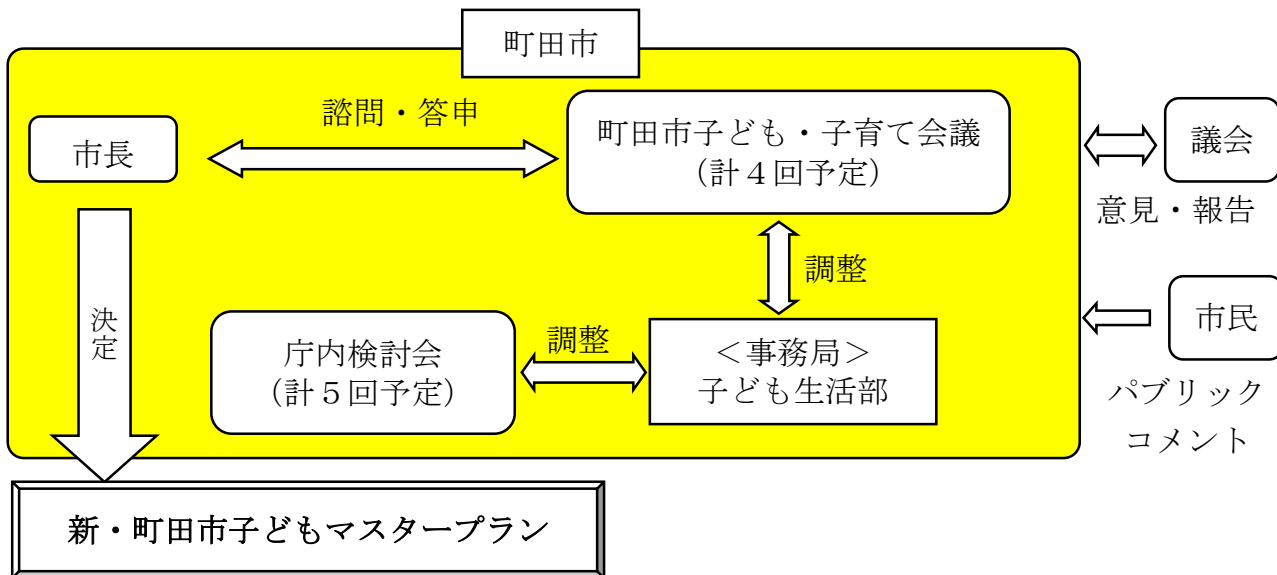 町田市
諮問・答申
市長
町田市子ども・子育て会議
（計４回予定）
議会
意見・報告
調整
決定
庁内検討会
（計５回予定）
調整
＜事務局＞
子ども生活部
市民
パブリック
コメント
新・町田市子どもマスタープラン